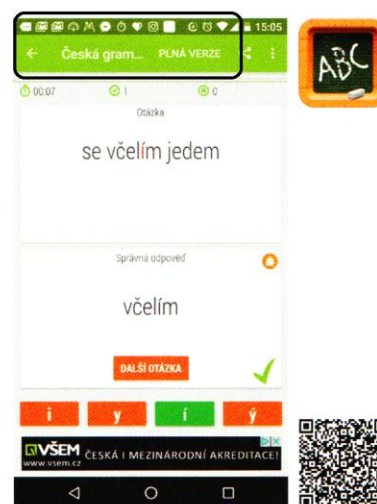 15:05
Česká gram... PLNÁ VERZE
00:07 1 0
Otázka
se včelím jedem
Správná odpověď
včelím
DALŠÍ OTÁZKA
i y í ý
VŠEM ČESKÁ I MEZINÁRODNÍ AKREDITACE!
www.vsem.cz
ABC